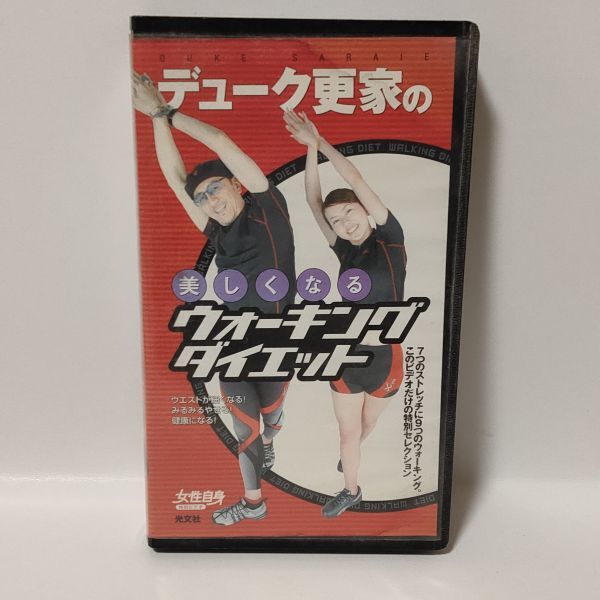 DUKE SARAIE
デューク更家の
WALKING DIET
美しくなる
ウォーキング
ダイエット
7つのストレッチに9つのウォーキング。
このビデオだけの特別セレクション
ウエストが細くなる!
みるみるやせる!
健康になる!
女性自身
光文社
DIET WALKING DIET